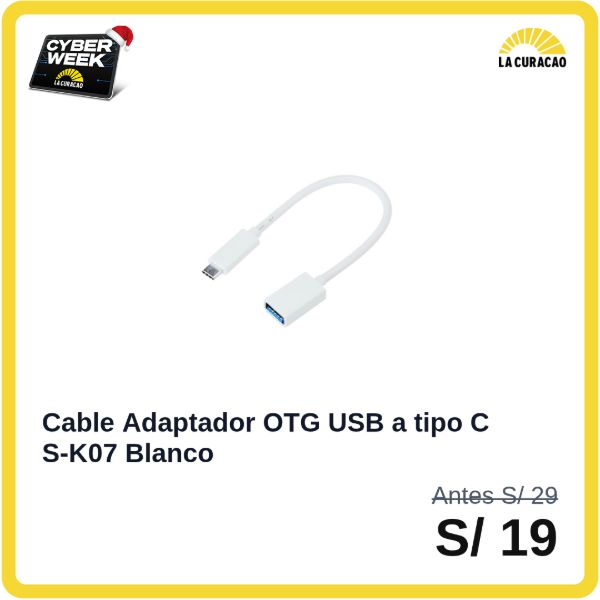 CYBER
WEEK
LA CURACAO
LA CURACAO
Cable Adaptador OTG USB a tipo C
S-K07 Blanco
Antes S/ 29
S/ 19